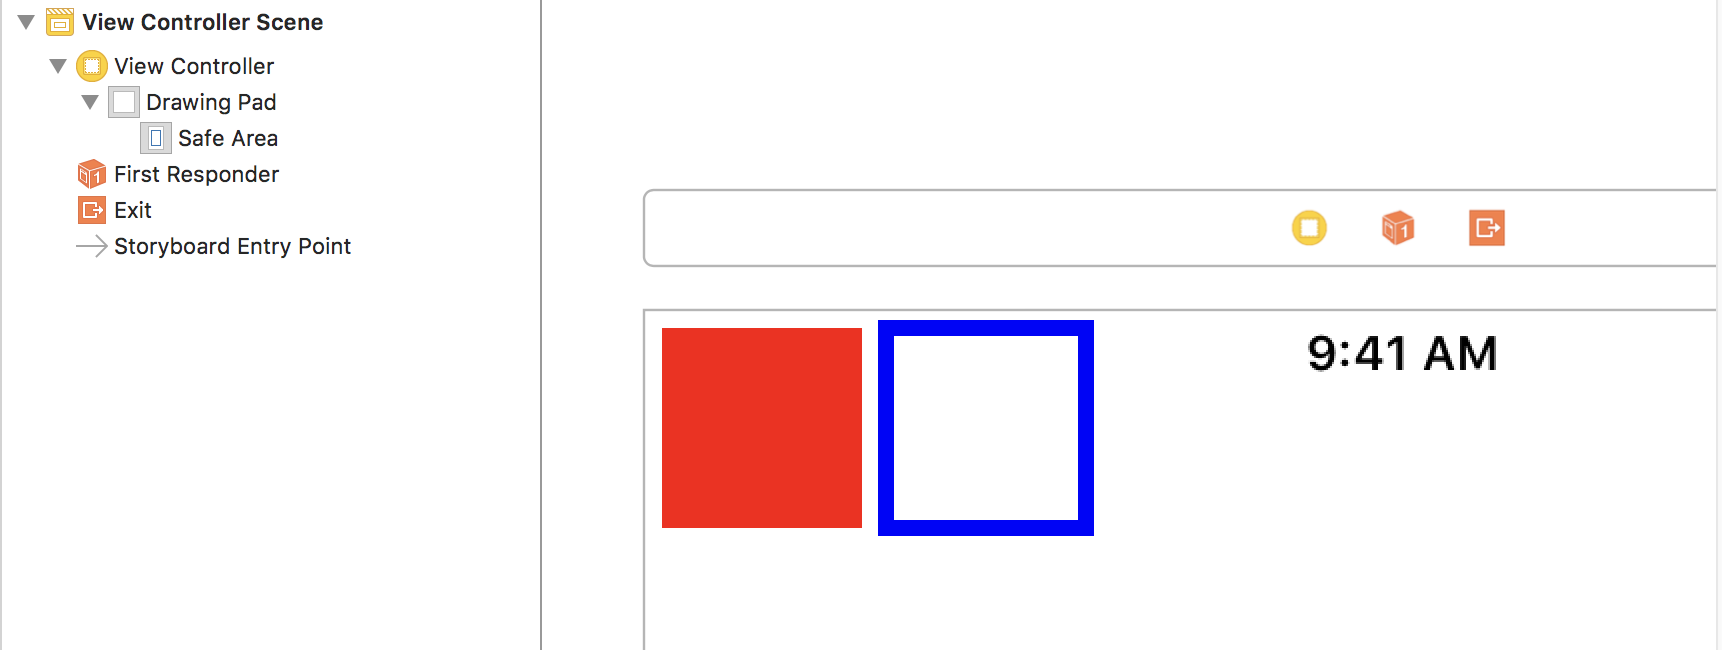 View Controller Scene
View Controller
Drawing Pad
Safe Area
First Responder
Exit
Storyboard Entry Point
9:41 AM